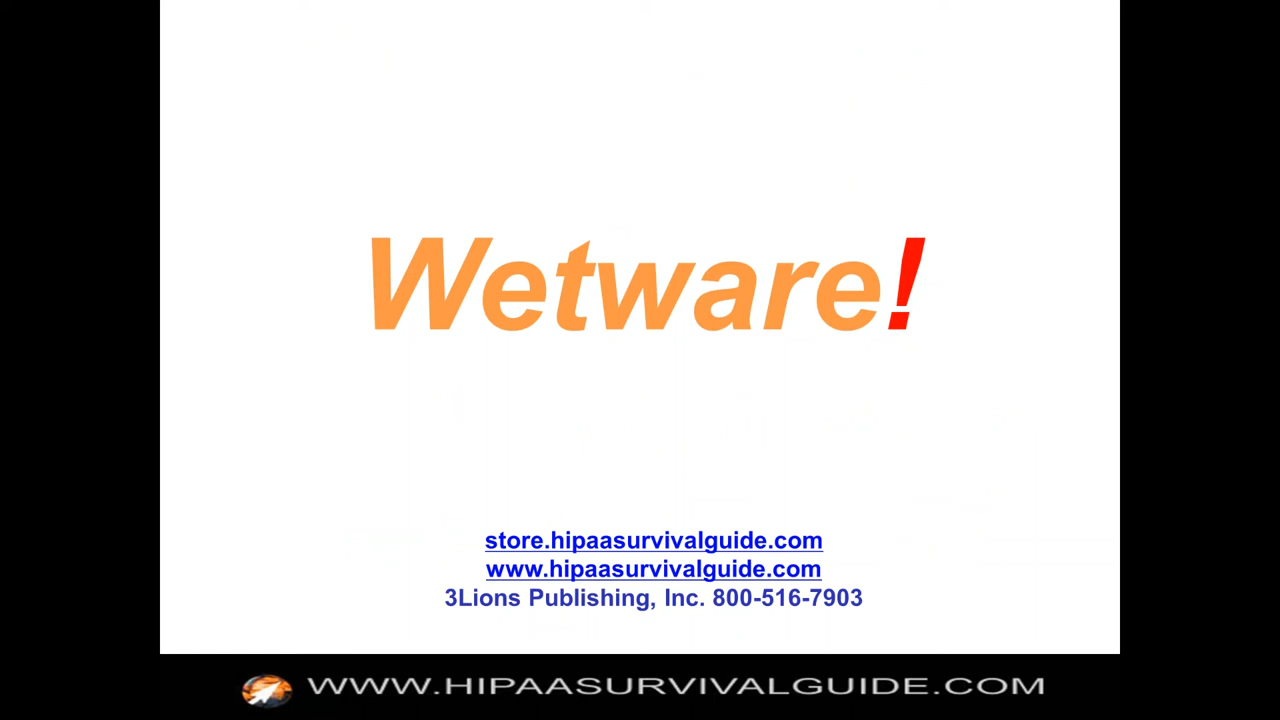 Wetware!
store.hipaasurvivalguide.com
www.hipaasurvivalguide.com
3Lions Publishing, Inc. 800-516-7903
WWW.HIPAASURVIVALGUIDE.COM